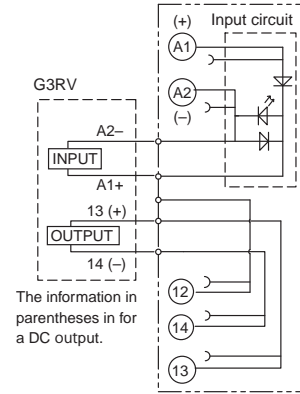 (+)
Input circuit
A1
G3RV
A2
A2–
(–)
INPUT
A1+
13 (+)
OUTPUT
14 (–)
12
The information in
parentheses in for
a DC output.
14
13